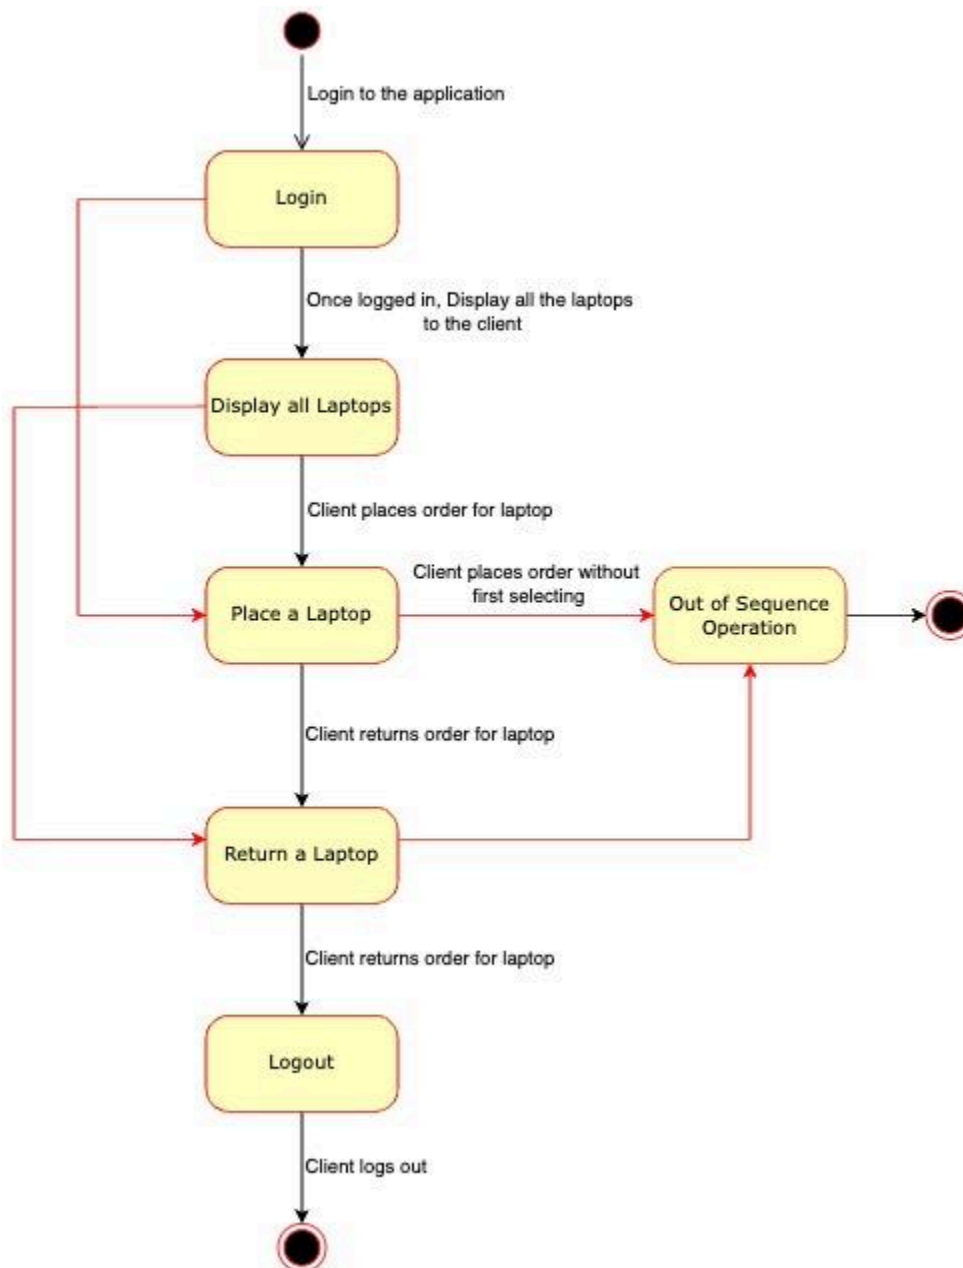 Login to the application
Login
Once logged in, Display all the laptops
to the client
Display all Laptops
Client places order for laptop
Place a Laptop
Client places order without
first selecting
Out of Sequence
Operation
Client returns order for laptop
Return a Laptop
Client returns order for laptop
Logout
Client logs out